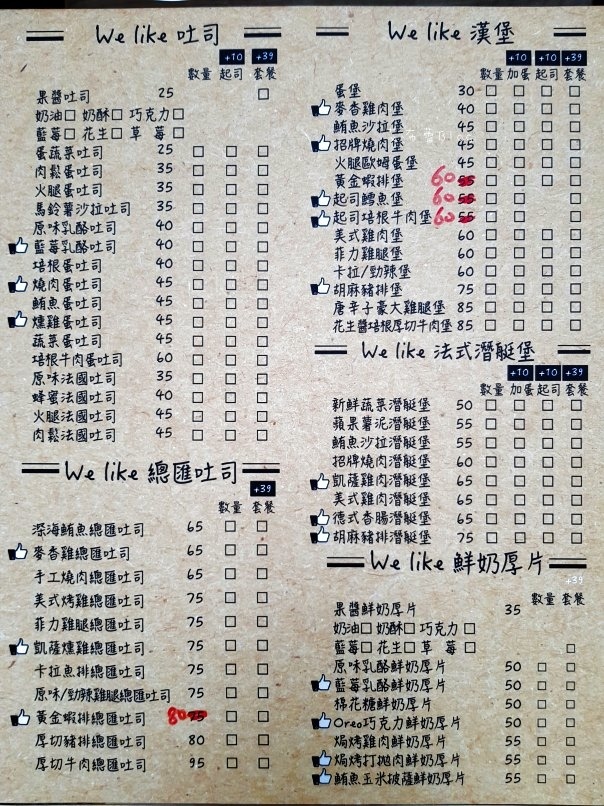 We like 吐司
+10 +39
數量 起司 套餐
果醬吐司 25
奶油 奶酥 巧克力
藍莓 花生 草莓
蛋蔬菜吐司 25
肉鬆蛋吐司 35
火腿蛋吐司 35
馬鈴薯沙拉吐司 35
原味乳酪吐司 40
藍莓乳酪吐司 40
培根蛋吐司 40
燒肉蛋吐司 45
鮪魚蛋吐司 45
燻雞蛋吐司 45
蔬菜蛋吐司 45
培根牛肉蛋吐司 60
原味法國吐司 35
蜂蜜法國吐司 40
火腿法國吐司 45
肉鬆法國吐司 45
We like 總匯吐司
+39
數量 套餐
深海鮪魚總匯吐司 65
麥香雞總匯吐司 65
手工燒肉總匯吐司 65
美式烤雞總匯吐司 75
菲力雞腿總匯吐司 75
凱薩燻雞總匯吐司 75
卡拉魚排總匯吐司 75
原味/勁辣雞腿總匯吐司 75
黃金蝦排總匯吐司 80 75
厚切豬排總匯吐司 80
厚切牛肉總匯吐司 95
We like 漢堡
+10 +10 +39
數量 加蛋 起司 套餐
蛋堡 30
麥香雞肉堡 40
鮪魚沙拉堡 45
招牌燒肉堡 45
火腿歐姆蛋堡 45
黃金蝦排堡 60 55
起司鱈魚堡 60 55
起司培根牛肉堡 60 55
美式雞肉堡 60
菲力雞腿堡 60
卡拉/勁辣堡 60
胡麻豬排堡 75
唐辛子豪大雞腿堡 85
花生醬培根厚切牛肉堡 85
We like 法式潛艇堡
+10 +10 +39
數量 加蛋 起司 套餐
新鮮蔬菜潛艇堡 50
蘋果薯泥潛艇堡 55
鮪魚沙拉潛艇堡 55
招牌燒肉潛艇堡 60
凱薩雞肉潛艇堡 65
美式雞肉潛艇堡 65
德式香腸潛艇堡 65
胡麻豬排潛艇堡 75
We like 鮮奶厚片
+39
數量 套餐
果醬鮮奶厚片 35
奶油 奶酥 巧克力
藍莓 花生 草莓
原味乳酪鮮奶厚片 50
藍莓乳酪鮮奶厚片 50
棉花糖鮮奶厚片 50
Oreo巧克力鮮奶厚片 50
焗烤雞肉鮮奶厚片 55
焗烤打拋肉鮮奶厚片 55
鮪魚玉米披薩鮮奶厚片 55